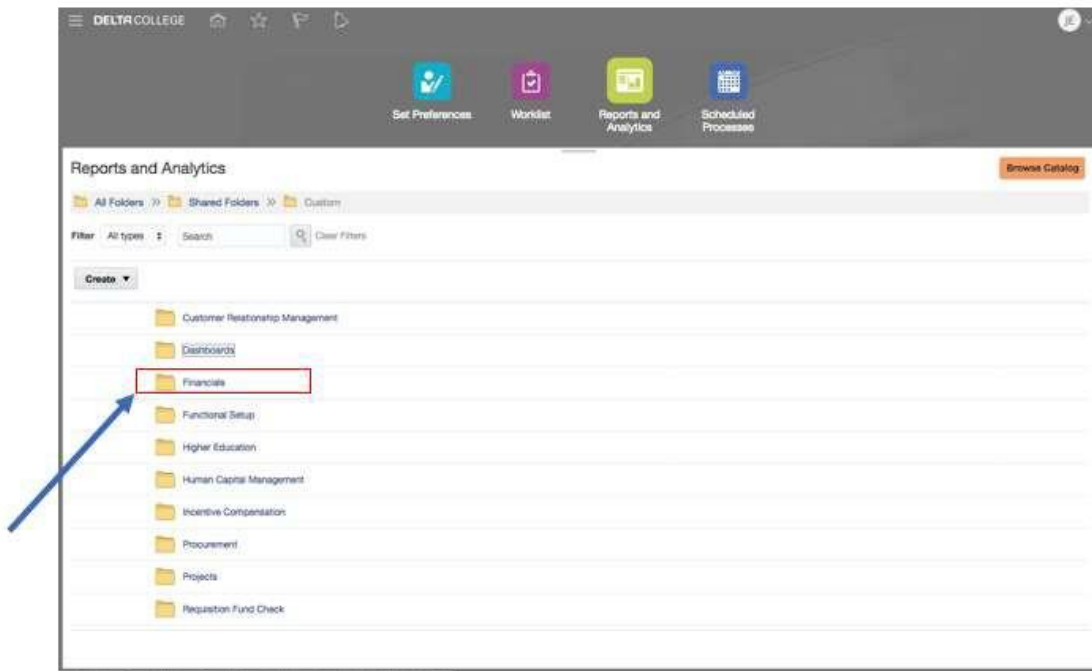 DELTA COLLEGE
JE
Set Preferences
Worklist
Reports and Analytics
Scheduled Processes
Reports and Analytics
Browse Catalog
All Folders » Shared Folders » Custom
Filter All types Search Clear Filters
Create
Customer Relationship Management
Dashboards
Financials
Functional Setup
Higher Education
Human Capital Management
Incentive Compensation
Procurement
Projects
Requisition Fund Check